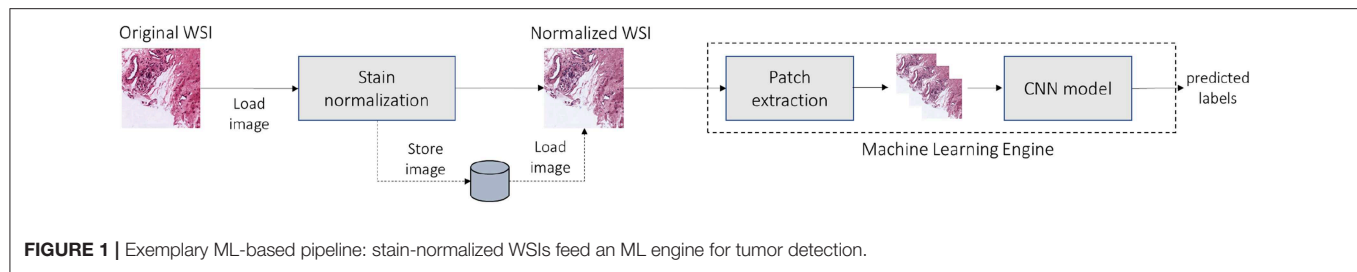 Original WSI
Load
image
Stain
normalization
Store
image
Load
image
Normalized WSI
Patch
extraction
CNN model
Machine Learning Engine
predicted
labels
FIGURE 1 | Exemplary ML-based pipeline: stain-normalized WSIs feed an ML engine for tumor detection.